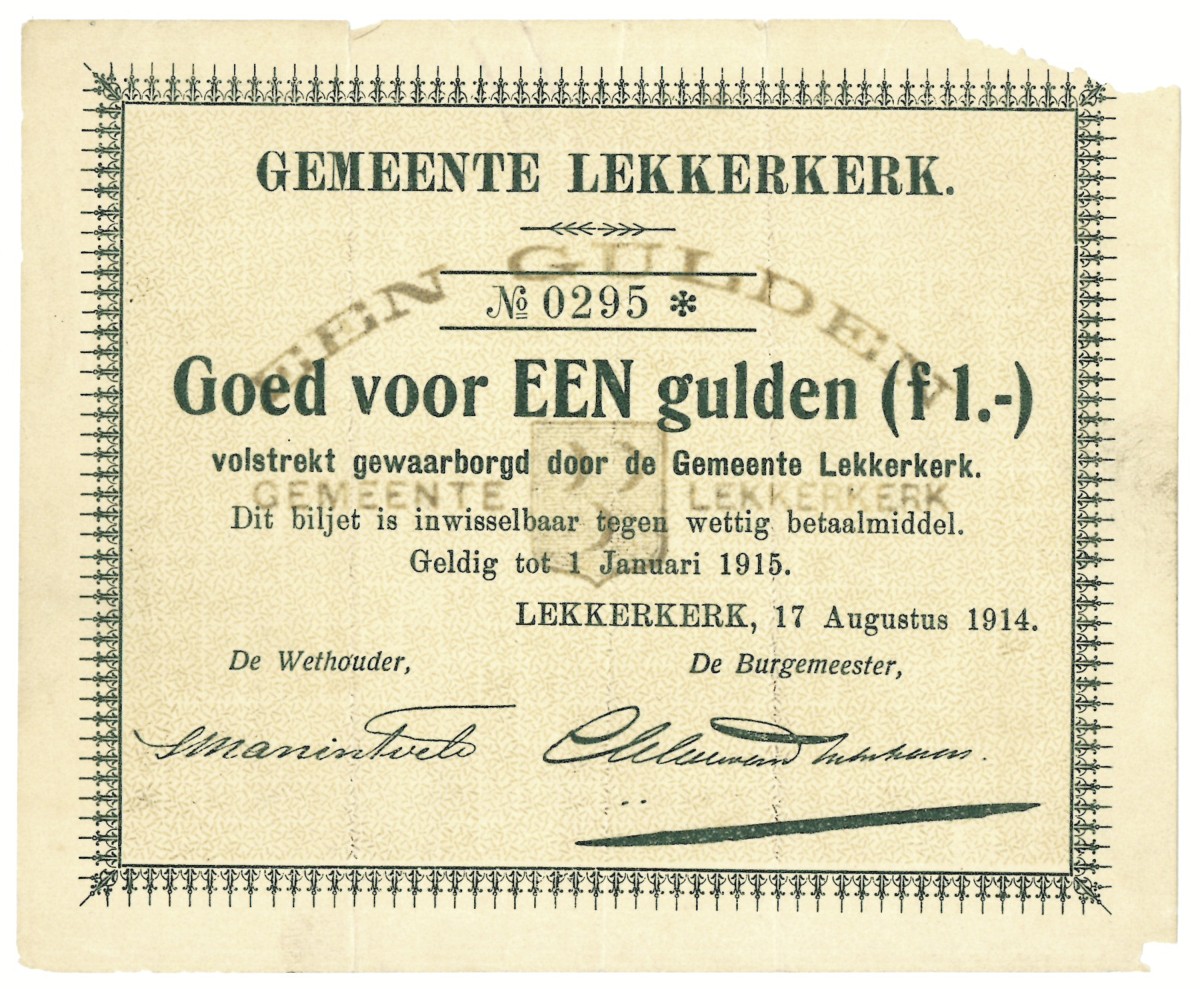 GEMEENTE LEKKERKERK.
EEN GULDEN
№ 0295 *
Goed voor EEN gulden (f 1.-)
volstrekt gewaarborgd door de Gemeente Lekkerkerk.
GEMEENTE LEKKERKERK
Dit biljet is inwisselbaar tegen wettig betaalmiddel.
Geldig tot 1 Januari 1915.
LEKKERKERK, 17 Augustus 1914.
De Wethouder,
De Burgemeester,